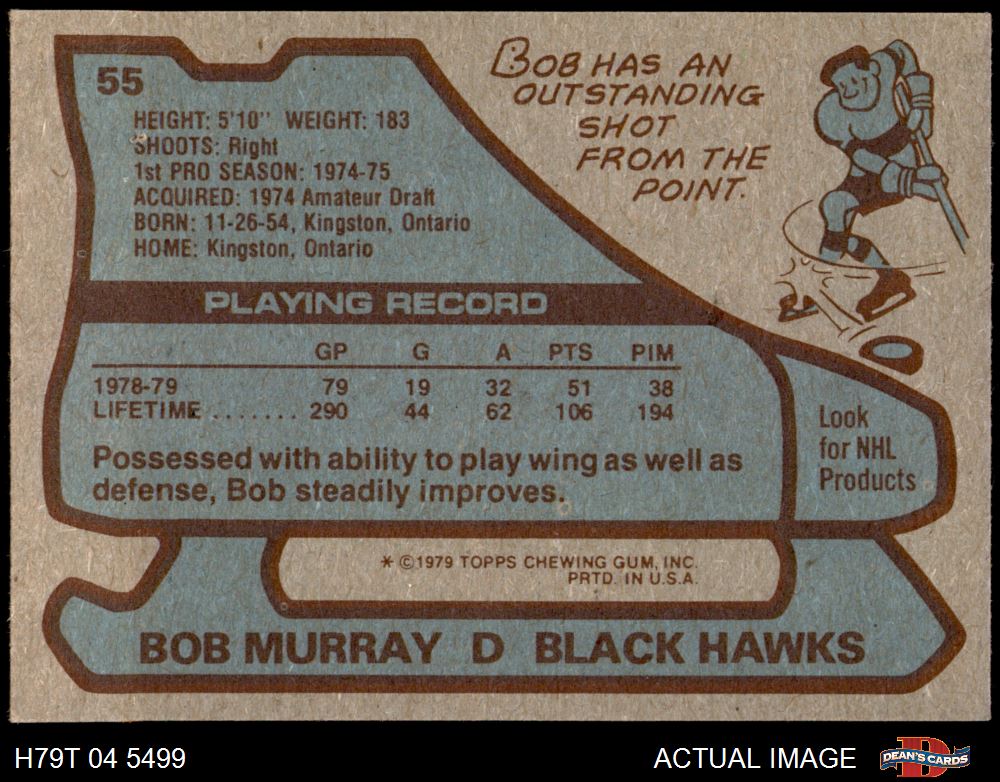 55
HEIGHT: 5'10" WEIGHT: 183
SHOOTS: Right
1st PRO SEASON: 1974-75
ACQUIRED: 1974 Amateur Draft
BORN: 11-26-54, Kingston, Ontario
HOME: Kingston, Ontario
BOB HAS AN
OUTSTANDING
SHOT
FROM THE
POINT.
PLAYING RECORD
GP G A PTS PIM
1978-79 79 19 32 51 38
LIFETIME ....... 290 44 62 106 194
Possessed with ability to play wing as well as
defense, Bob steadily improves.
Look
for NHL
Products
* ©1979 TOPPS CHEWING GUM, INC.
PRTD. IN U.S.A.
BOB MURRAY D BLACK HAWKS
H79T 04 5499
ACTUAL IMAGE
DEAN'S CARDS